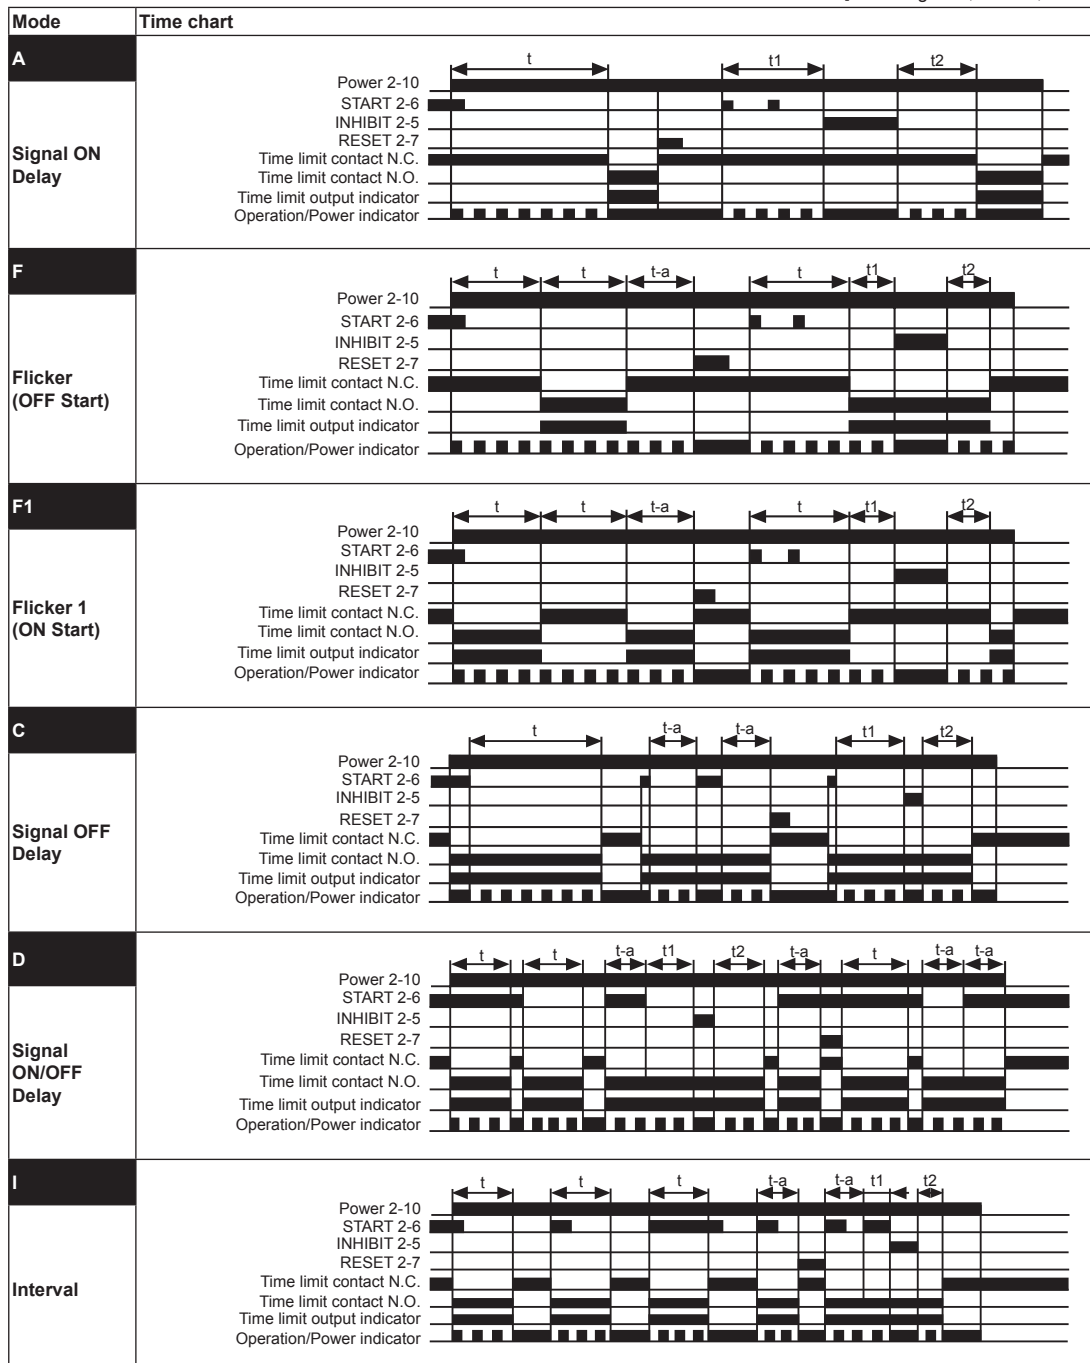 Mode Time chart
A
t t1 t2
Power 2-10
START 2-6
INHIBIT 2-5
RESET 2-7
Signal ON
Delay
Time limit contact N.C.
Time limit contact N.O.
Time limit output indicator
Operation/Power indicator
F
t t t-a t t1 t2
Power 2-10
START 2-6
INHIBIT 2-5
RESET 2-7
Flicker
(OFF Start)
Time limit contact N.C.
Time limit contact N.O.
Time limit output indicator
Operation/Power indicator
F1
t t t-a t t1 t2
Power 2-10
START 2-6
INHIBIT 2-5
RESET 2-7
Flicker 1
(ON Start)
Time limit contact N.C.
Time limit contact N.O.
Time limit output indicator
Operation/Power indicator
C
t t-a t-a t1 t2
Power 2-10
START 2-6
INHIBIT 2-5
RESET 2-7
Signal OFF
Delay
Time limit contact N.C.
Time limit contact N.O.
Time limit output indicator
Operation/Power indicator
D
t t t-a t1 t2 t-a t t-a t-a
Power 2-10
START 2-6
INHIBIT 2-5
RESET 2-7
Signal
ON/OFF
Delay
Time limit contact N.C.
Time limit contact N.O.
Time limit output indicator
Operation/Power indicator
I
t t t t-a t-a t1 t2
Power 2-10
START 2-6
INHIBIT 2-5
RESET 2-7
Interval
Time limit contact N.C.
Time limit contact N.O.
Time limit output indicator
Operation/Power indicator